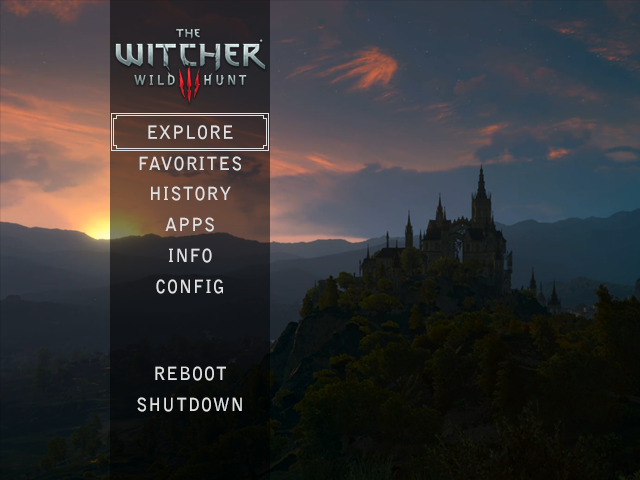 THE
WITCHER
WILD HUNT
EXPLORE
FAVORITES
HISTORY
APPS
INFO
CONFIG
REBOOT
SHUTDOWN